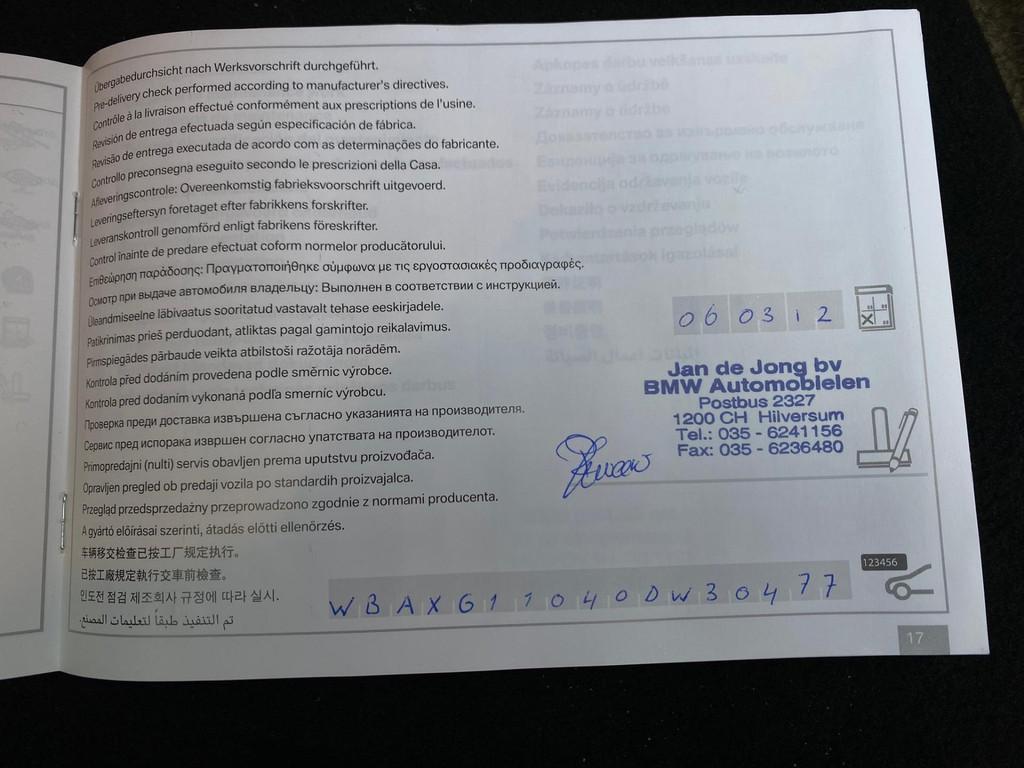 Übergabedurchsicht nach Werksvorschrift durchgeführt.
Pre-delivery check performed according to manufacturer's directives.
Contrôle à la livraison effectué conformément aux prescriptions de l'usine.
Revisión de entrega efectuada según especificación de fábrica.
Revisão de entrega executada de acordo com as determinações do fabricante.
Controllo preconsegna eseguito secondo le prescrizioni della Casa.
Afleveringscontrole: Overeenkomstig fabrieksvoorschrift uitgevoerd.
Leveringseftersyn foretaget efter fabrikkens forskrifter.
Leveranskontroll genomförd enligt fabrikens föreskrifter.
Control înainte de predare efectuat coform normelor producătorului.
Επιθεώρηση παράδοσης: Πραγματοποιήθηκε σύμφωνα με τις εργοστασιακές προδιαγραφές.
Осмотр при выдаче автомобиля владельцу: Выполнен в соответствии с инструкцией.
Üleandmiseelne läbivaatus sooritatud vastavalt tehase eeskirjadele.
Patikrinimas prieš perduodant, atliktas pagal gamintojo reikalavimus.
Pirmspiegādes pārbaude veikta atbilstoši ražotāja norādēm.
Kontrola před dodáním provedena podle směrnic výrobce.
Kontrola pred dodaním vykonaná podľa smerníc výrobcu.
Проверка преди доставка извършена съгласно указанията на производителя.
Сервис пред испорака извршен согласно упатствата на производителот.
Primopredajni (nulti) servis obavljen prema uputstvu proizvođača.
Opravljen pregled ob predaji vozila po standardih proizvajalca.
Przegląd przedsprzedażny przeprowadzono zgodnie z normami producenta.
A gyártó előírásai szerinti, átadás előtti ellenőrzés.
车辆移交检查已按工厂规定执行。
已按工廠規定執行交車前檢查。
인도전 점검 제조회사 규정에 따라 실시.
تم التنفيذ طبقاً لتعليمات المصنع.
060312
Jan de Jong bv
BMW Automobielen
Postbus 2327
1200 CH Hilversum
Tel.: 035 - 6241156
Fax: 035 - 6236480
123456
WBAXG11040DW30477
17